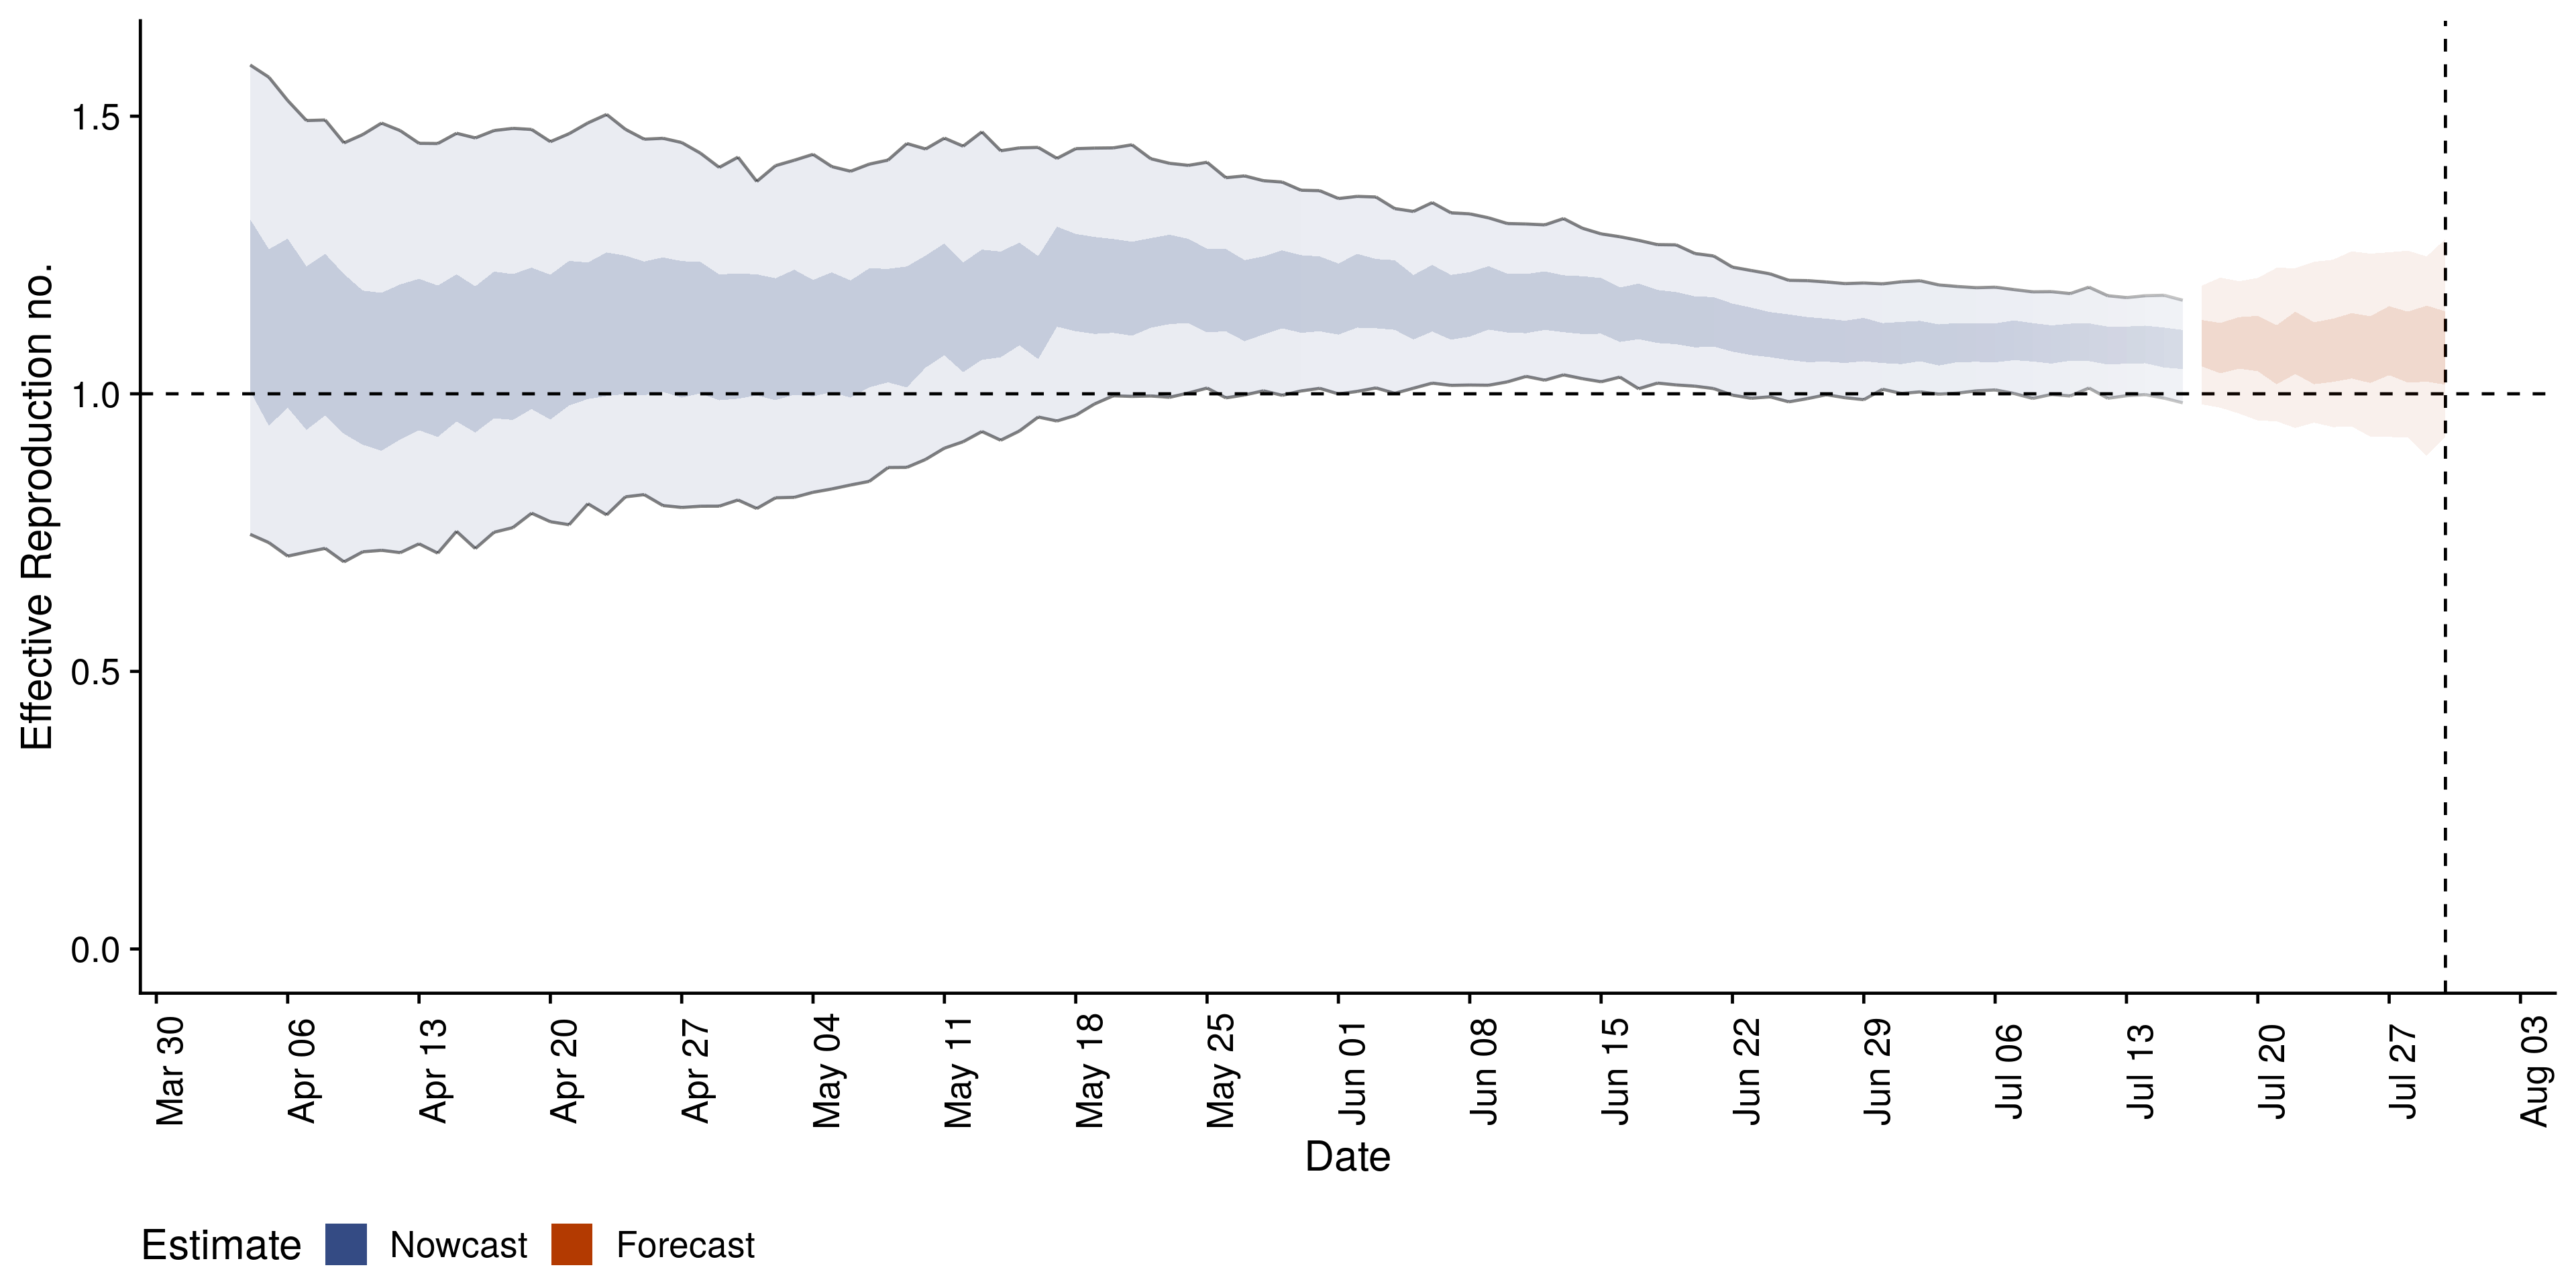 Effective Reproduction no.
1.5
1.0
0.5
0.0
Mar 30
Apr 06
Apr 13
Apr 20
Apr 27
May 04
May 11
May 18
May 25
Jun 01
Jun 08
Jun 15
Jun 22
Jun 29
Jul 06
Jul 13
Jul 20
Jul 27
Aug 03
Date
Estimate Nowcast Forecast